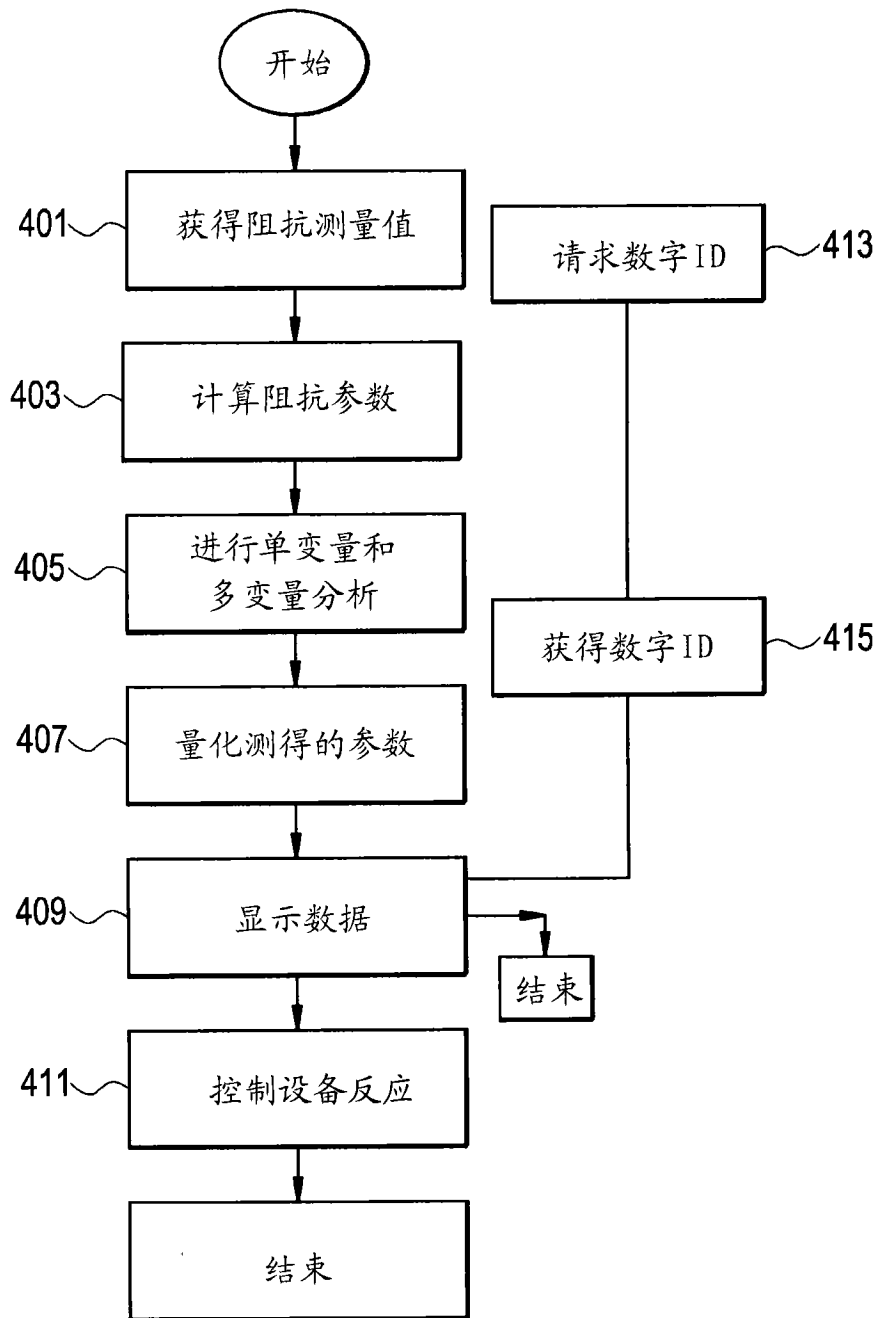 开始
401
获得阻抗测量值
请求数字ID
413
403
计算阻抗参数
405
进行单变量和
多变量分析
获得数字ID
415
407
量化测得的参数
409
显示数据
结束
411
控制设备反应
结束